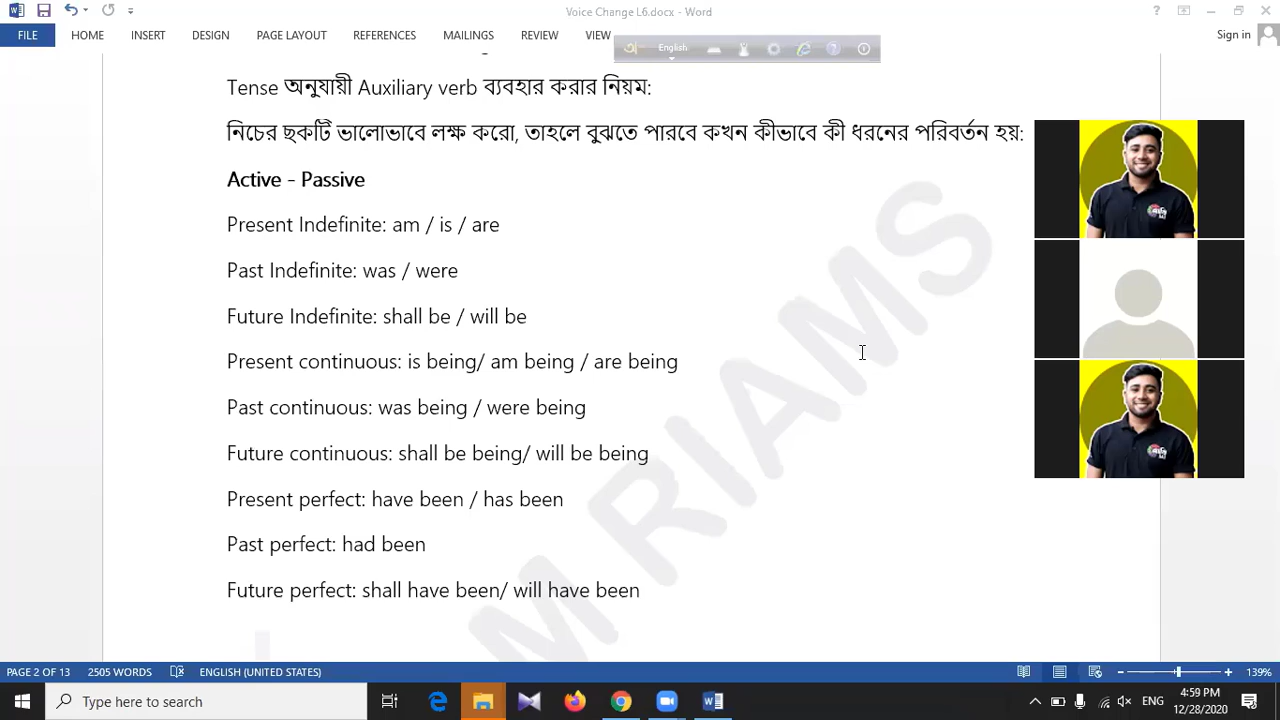 Voice Change L6.docx - Word
FILE HOME INSERT DESIGN PAGE LAYOUT REFERENCES MAILINGS REVIEW VIEW Sign in
অ English
Tense অনুযায়ী Auxiliary verb ব্যবহার করার নিয়ম:
নিচের ছকটি ভালোভাবে লক্ষ করো, তাহলে বুঝতে পারবে কখন কীভাবে কী ধরনের পরিবর্তন হয়:
Active – Passive
Present Indefinite: am / is / are
Past Indefinite: was / were
Future Indefinite: shall be / will be
Present continuous: is being/ am being / are being
Past continuous: was being / were being
Future continuous: shall be being/ will be being
Present perfect: have been / has been
Past perfect: had been
Future perfect: shall have been/ will have been
M RIAMS
PAGE 2 OF 13 2505 WORDS ENGLISH (UNITED STATES) 139%
Type here to search
ENG
4:59 PM
12/28/2020